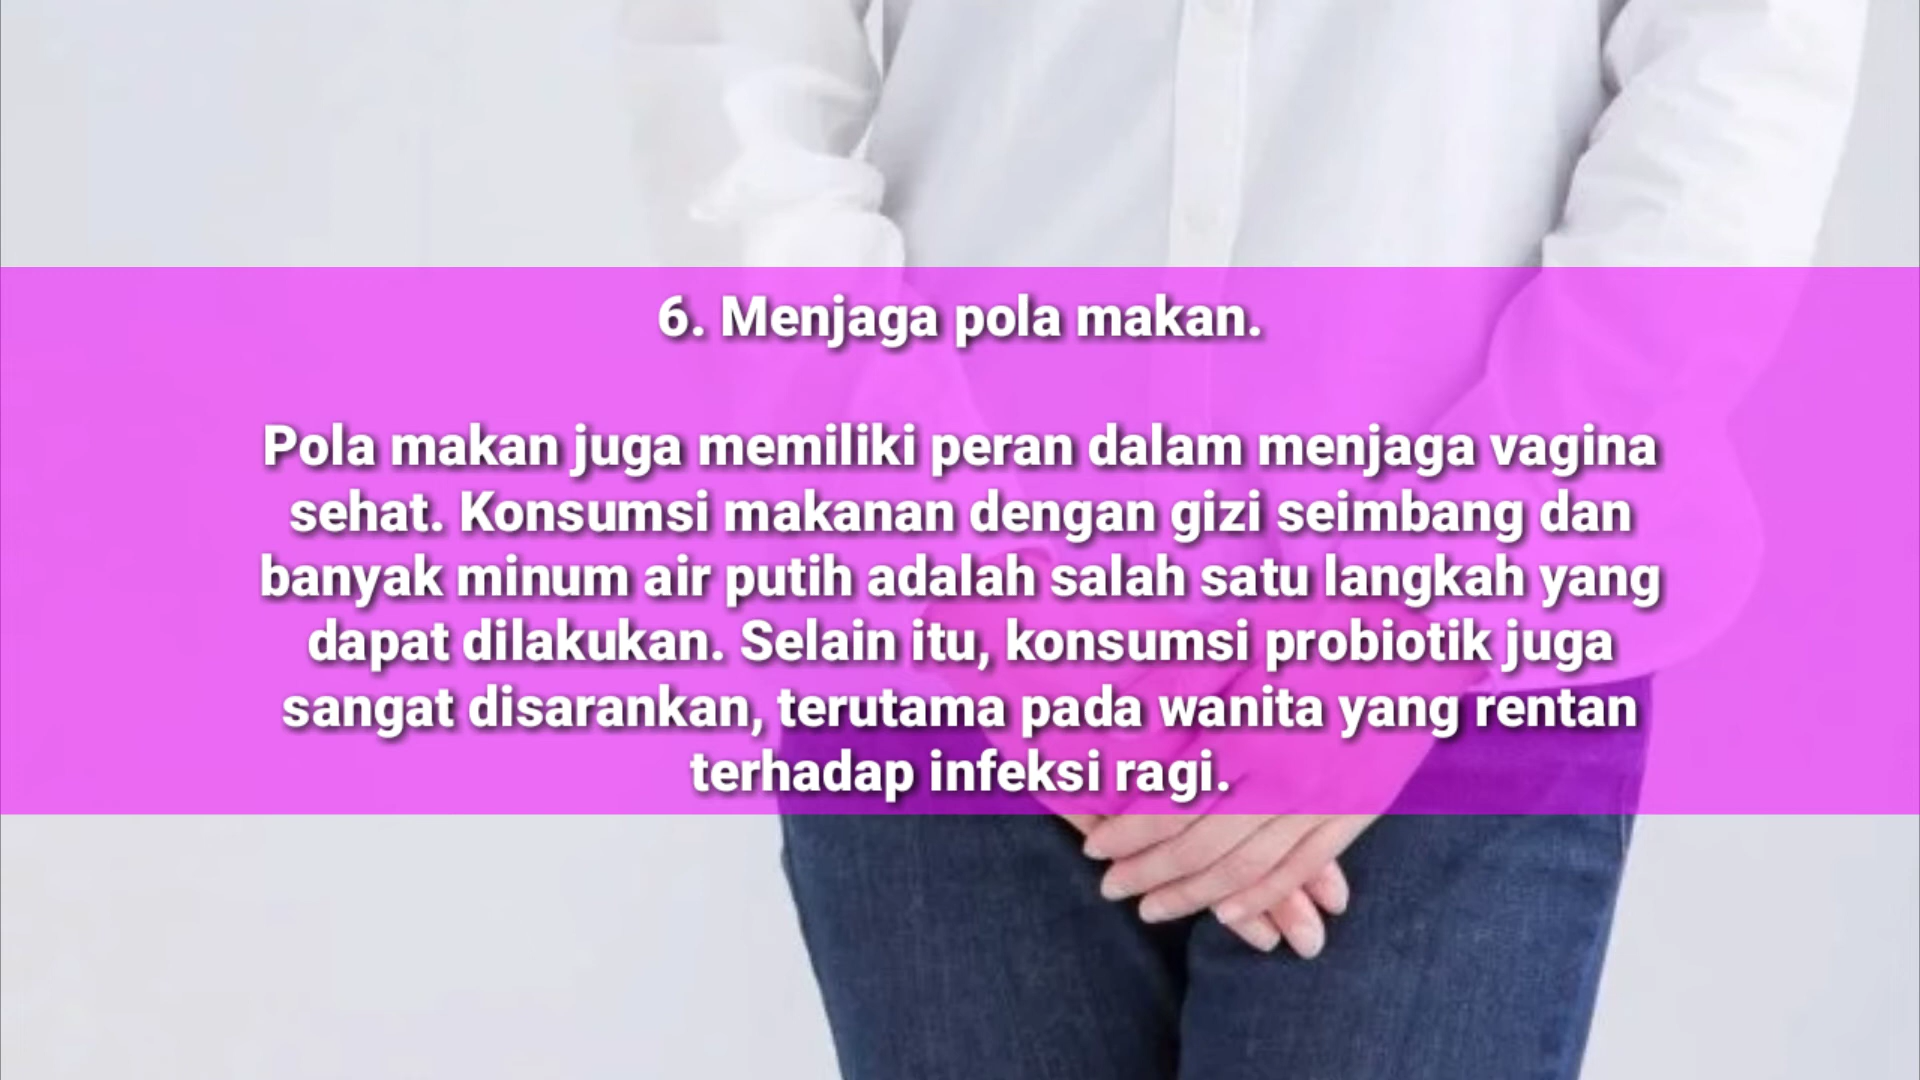 6. Menjaga pola makan.
Pola makan juga memiliki peran dalam menjaga vagina
sehat. Konsumsi makanan dengan gizi seimbang dan
banyak minum air putih adalah salah satu langkah yang
dapat dilakukan. Selain itu, konsumsi probiotik juga
sangat disarankan, terutama pada wanita yang rentan
terhadap infeksi ragi.